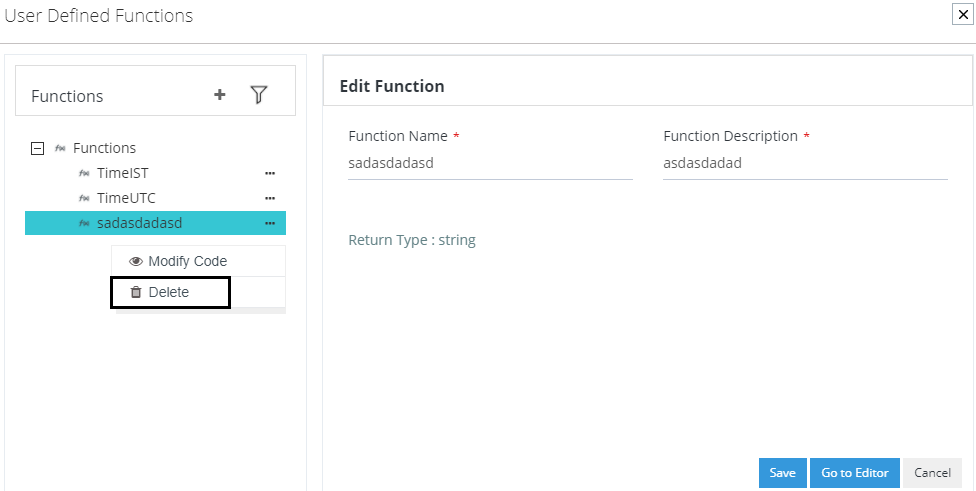 User Defined Functions
Functions
Functions
TimeIST
TimeUTC
sadasdadasd
Modify Code
Delete
Edit Function
Function Name *
Function Description *
sadasdadasd
asdasdadad
Return Type : string
Save
Go to Editor
Cancel